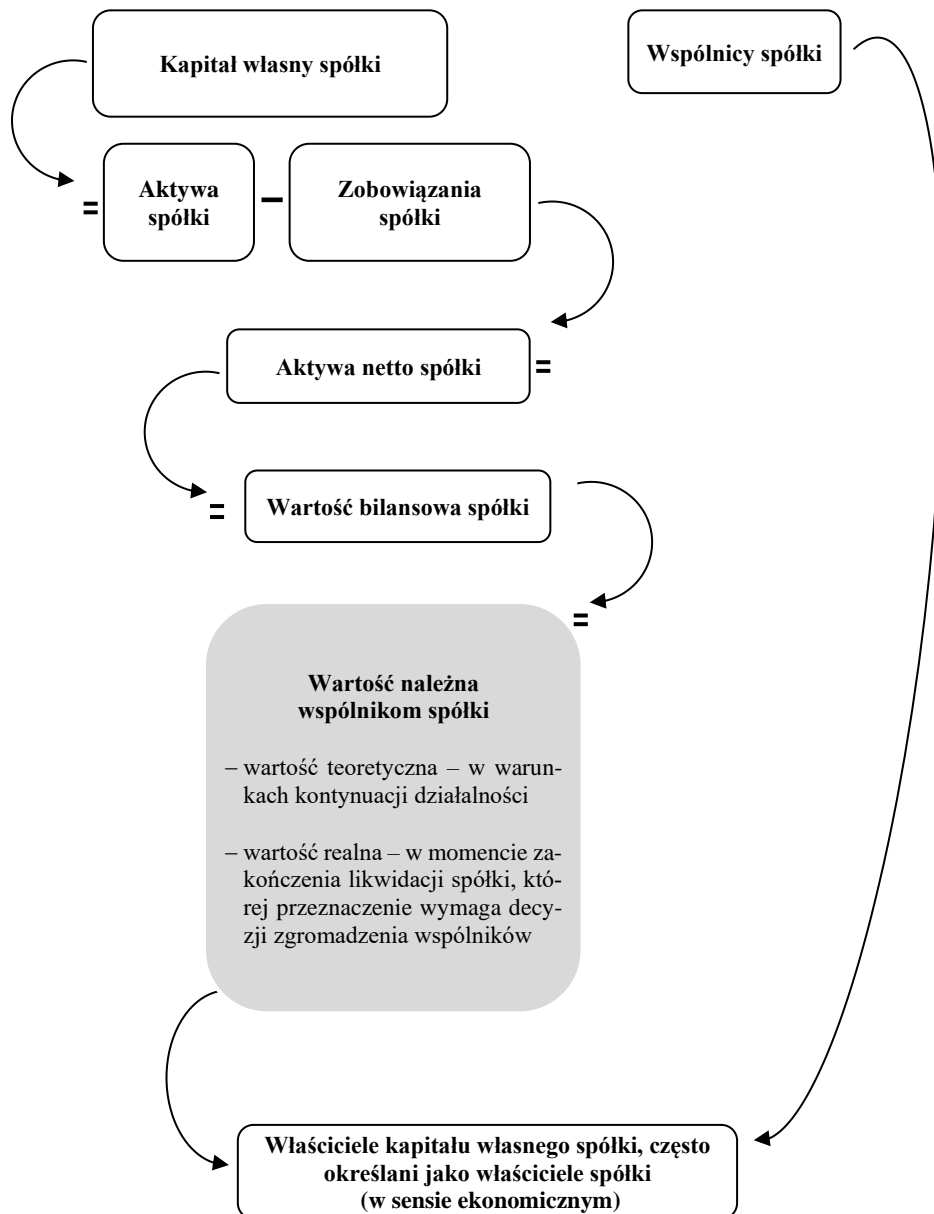 Kapitał własny spółki
Wspólnicy spółki
=
Aktywa
spółki
–
Zobowiązania
spółki
Aktywa netto spółki
=
=
Wartość bilansowa spółki
=
Wartość należna
wspólnikom spółki
– wartość teoretyczna – w warun-
kach kontynuacji działalności
– wartość realna – w momencie za-
kończenia likwidacji spółki, któ-
rej przeznaczenie wymaga decy-
zji zgromadzenia wspólników
Właściciele kapitału własnego spółki, często
określani jako właściciele spółki
(w sensie ekonomicznym)